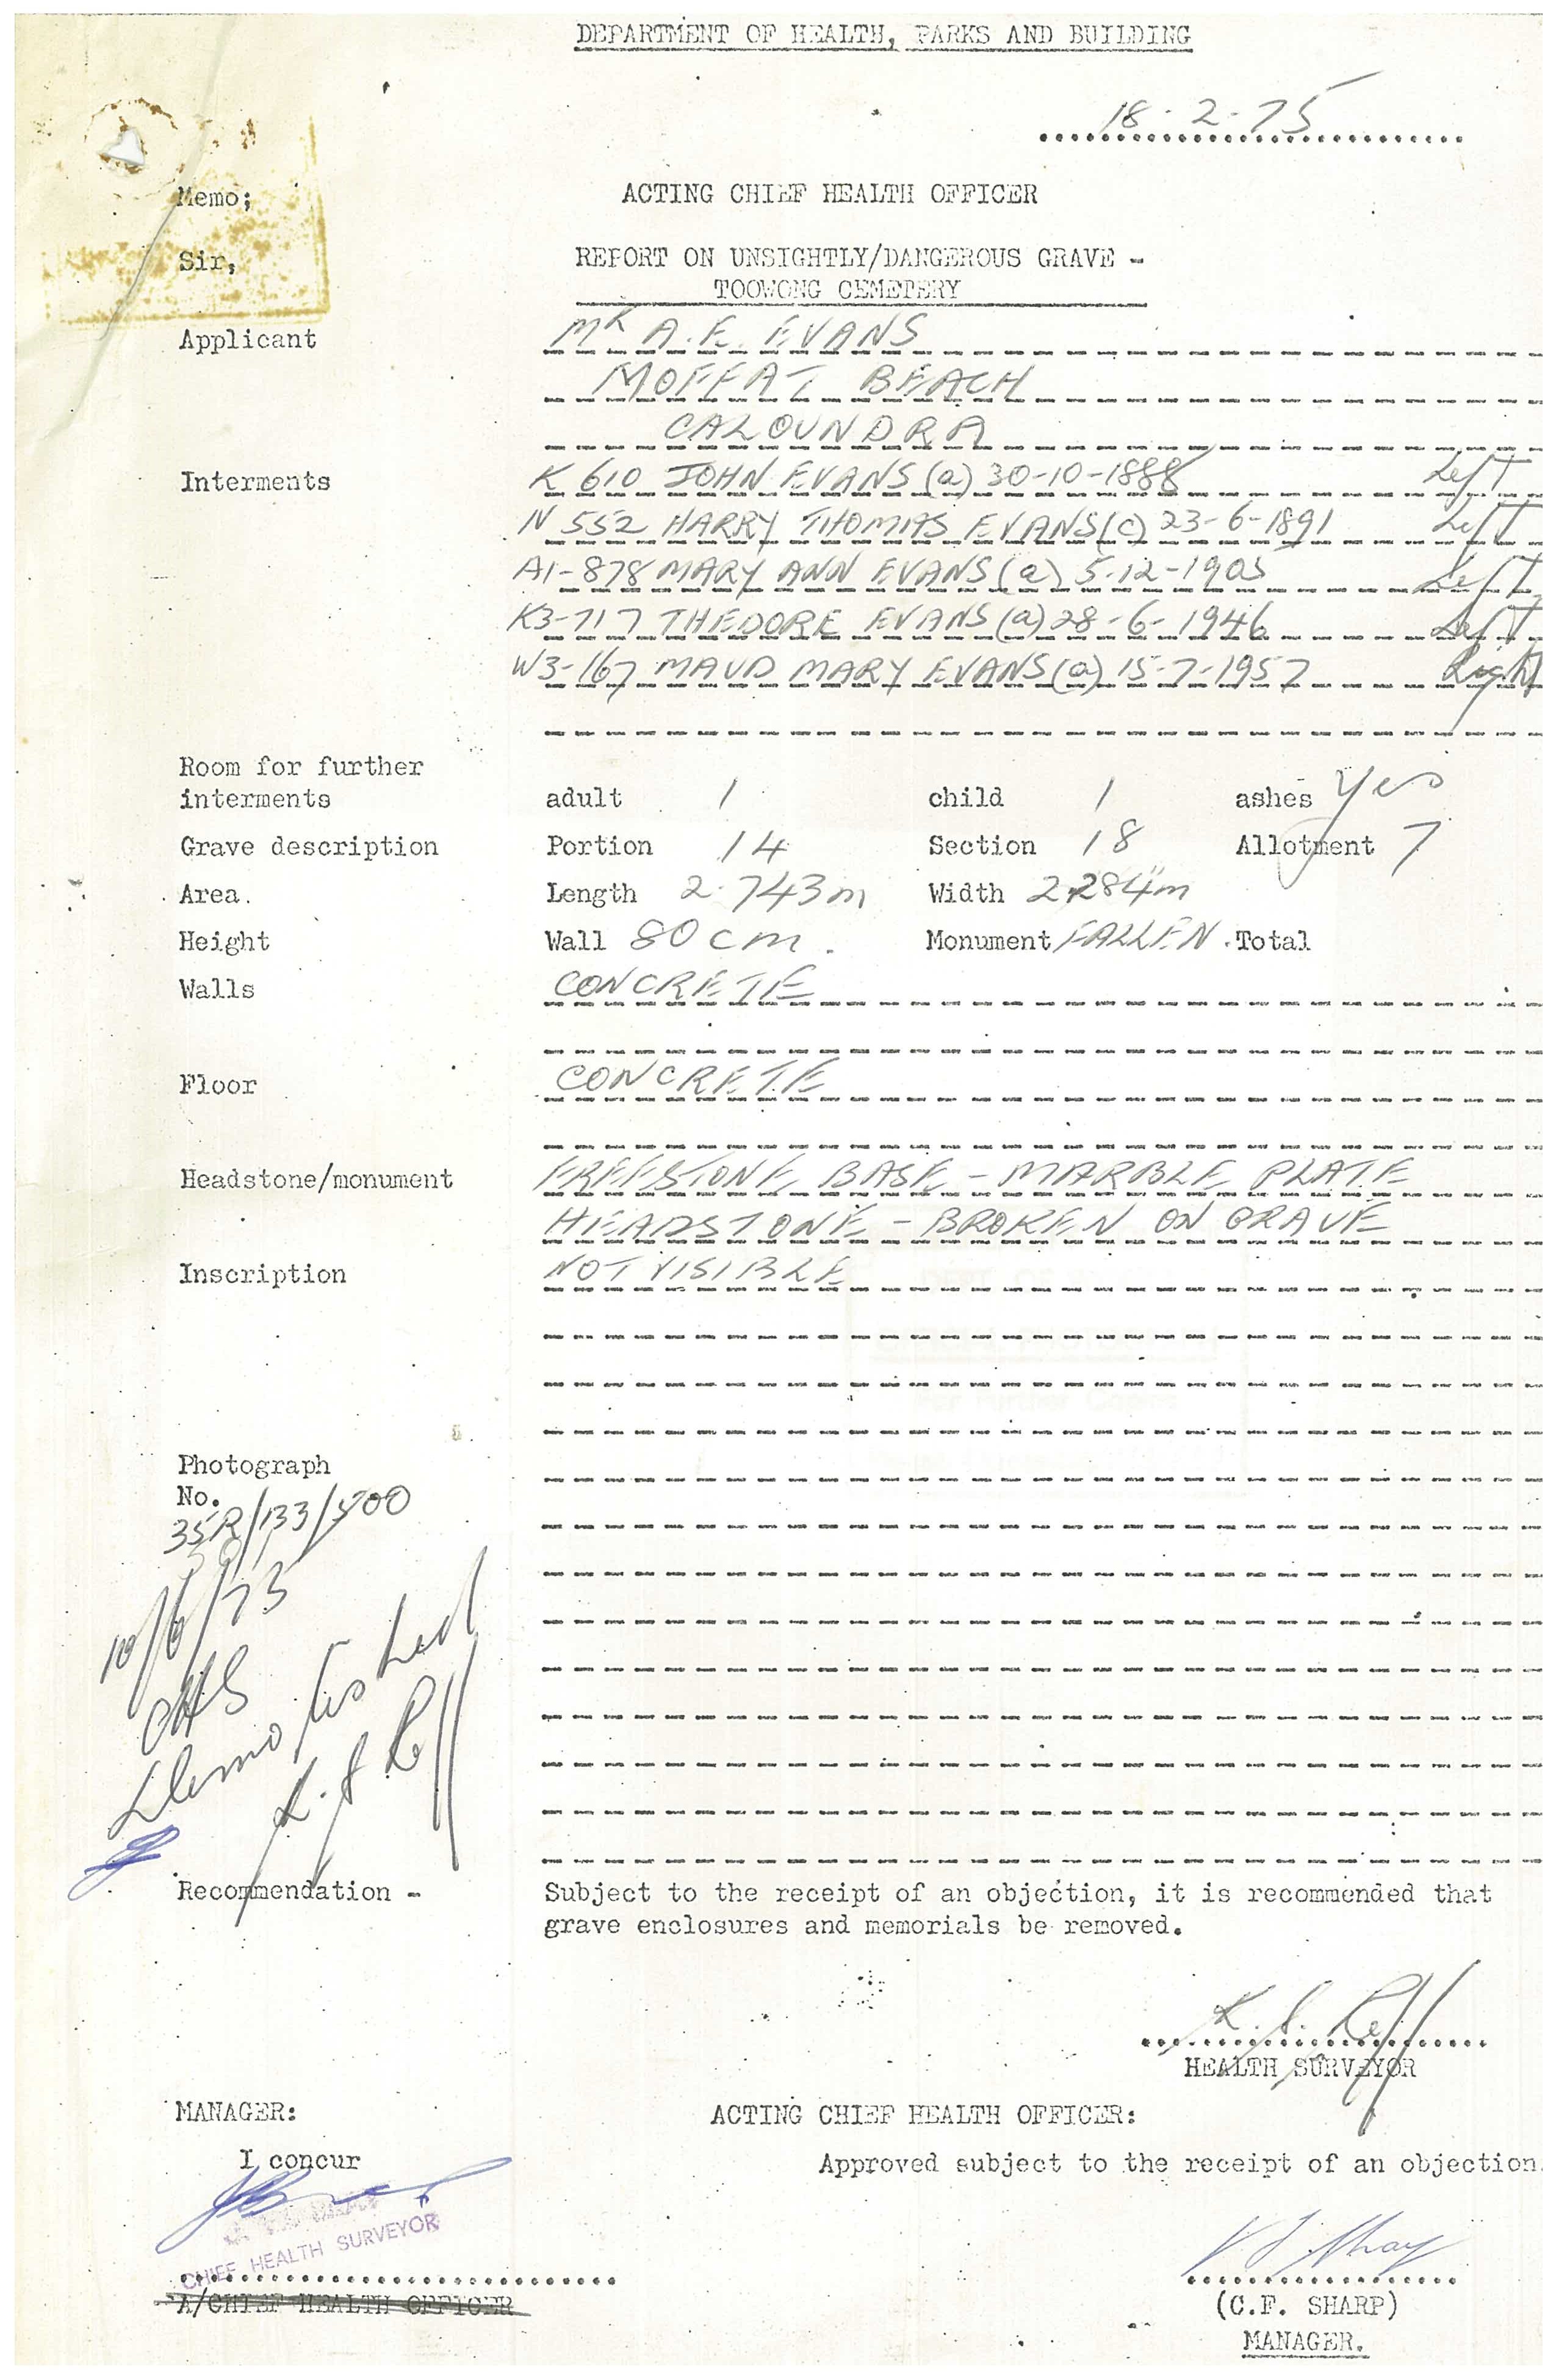 DEPARTMENT OF HEALTH, PARKS AND BUILDING
18-2-75
Memo; ACTING CHIEF HEALTH OFFICER
Sir, REPORT ON UNSIGHTLY/DANGEROUS GRAVE -
TOOWONG CEMETERY
Applicant MR A.E. EVANS
MOFFAT BEACH
CALOUNDRA
Interments K 610 JOHN EVANS (a) 30-10-1888 Left
N 552 HARRY THOMAS EVANS (c) 23-6-1891 Left
A1-878 MARY ANN EVANS (a) 5-12-1905 Left
K3-717 THEDORE EVANS (a) 28-6-1946 Left
W3-167 MAUD MARY EVANS (a) 15-7-1957 Right
Room for further
interments adult 1 child 1 ashes Yes
Grave description Portion 14 Section 18 Allotment 7
Area. Length 2.743m Width 2.284m
Height Wall 80cm. Monument FALLEN. Total
Walls CONCRETE
Floor CONCRETE
Headstone/monument FREESTONE BASE - MARBLE PLATE
HEADSTONE - BROKEN ON GRAVE
Inscription NOT VISIBLE
Photograph
No.
35R/133/500
10/6/75
CHS
Demolished
Recommendation - Subject to the receipt of an objection, it is recommended that
grave enclosures and memorials be removed.
HEALTH SURVEYOR
MANAGER: ACTING CHIEF HEALTH OFFICER:
I concur Approved subject to the receipt of an objection.
CHIEF HEALTH SURVEYOR
A/CHIEF HEALTH OFFICER (C.F. SHARP)
MANAGER.